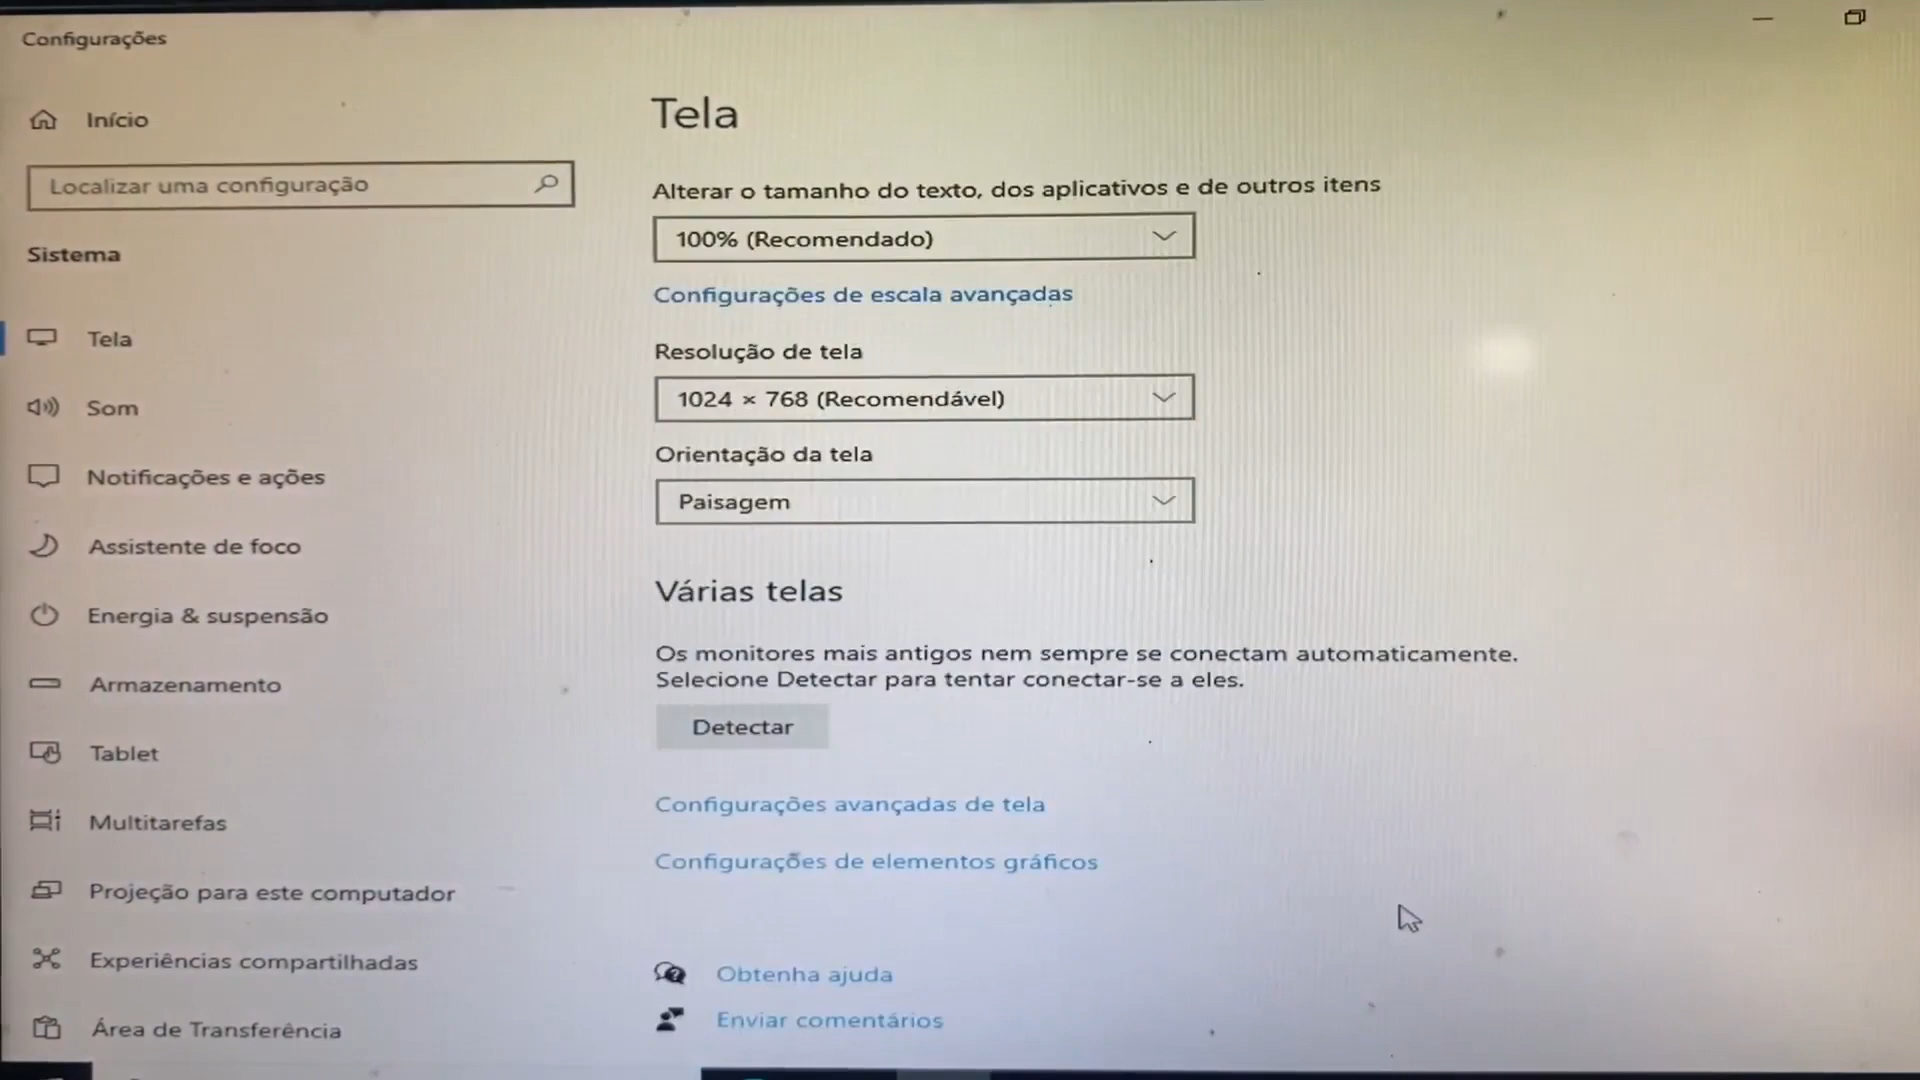 Configurações
Início
Localizar uma configuração
Sistema
Tela
Som
Notificações e ações
Assistente de foco
Energia & suspensão
Armazenamento
Tablet
Multitarefas
Projeção para este computador
Experiências compartilhadas
Área de Transferência
Tela
Alterar o tamanho do texto, dos aplicativos e de outros itens
100% (Recomendado)
Configurações de escala avançadas
Resolução de tela
1024 × 768 (Recomendável)
Orientação da tela
Paisagem
Várias telas
Os monitores mais antigos nem sempre se conectam automaticamente.
Selecione Detectar para tentar conectar-se a eles.
Detectar
Configurações avançadas de tela
Configurações de elementos gráficos
Obtenha ajuda
Enviar comentários